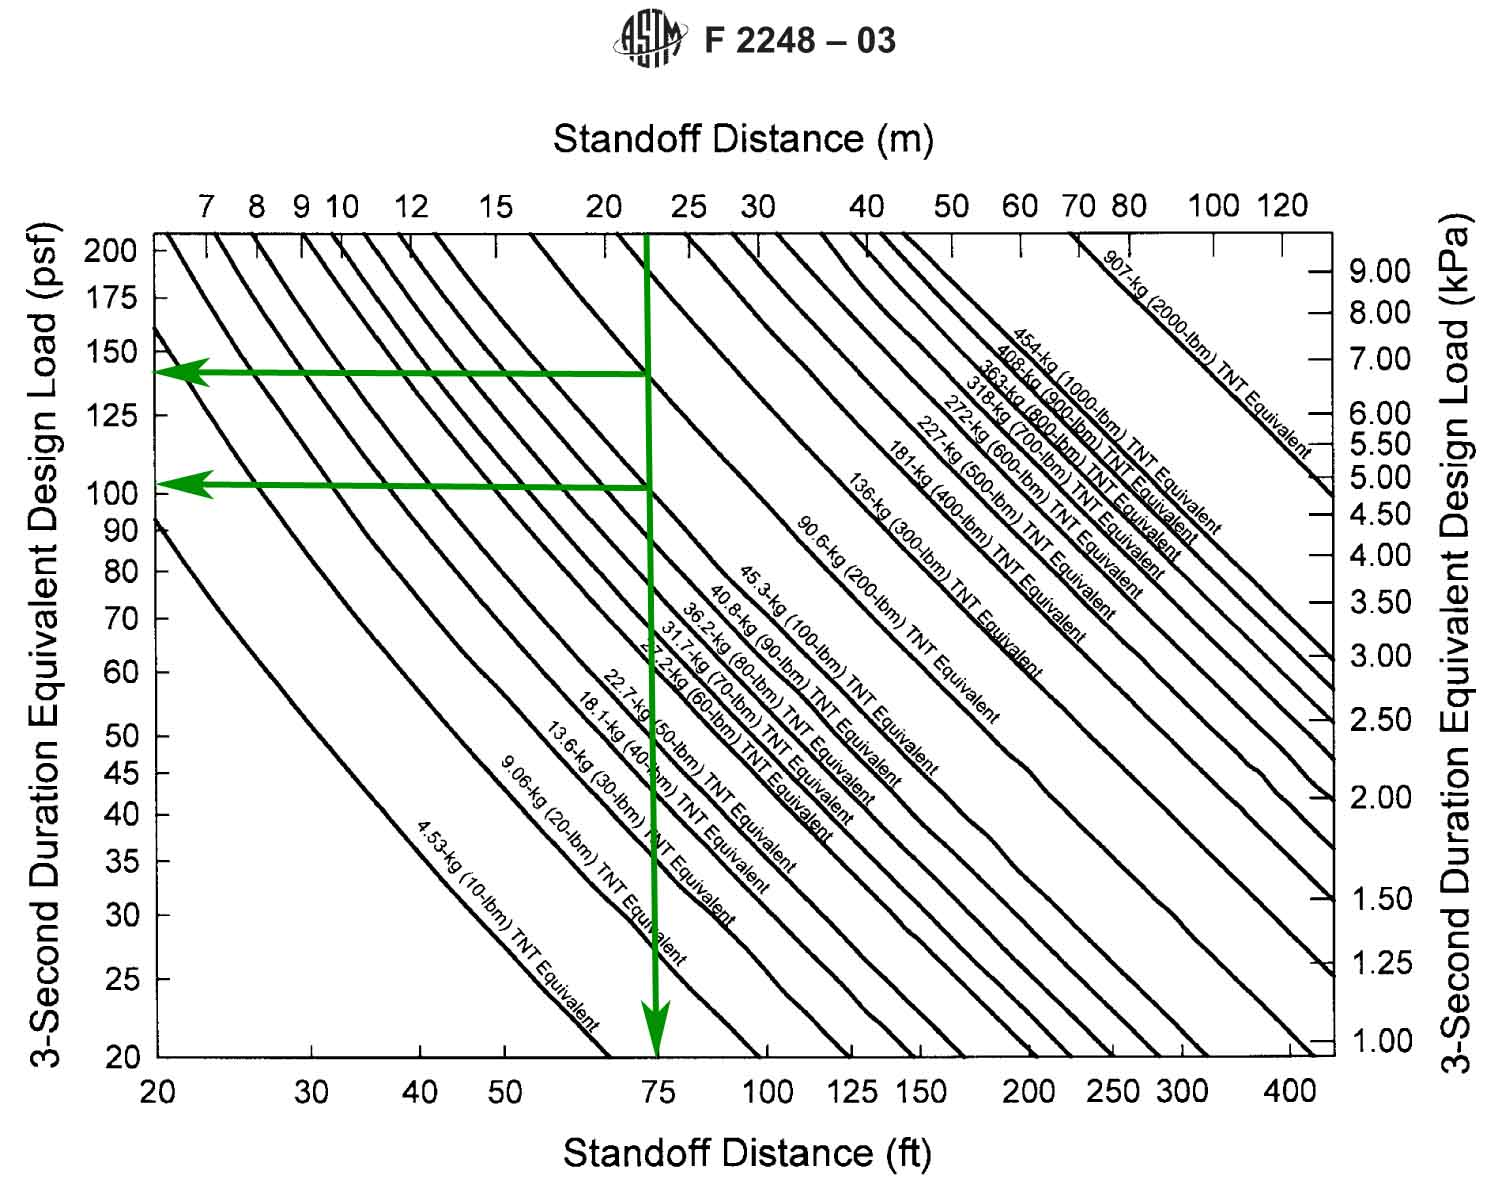 ASTM F 2248 – 03
Standoff Distance (m)
7 8 9 10 12 15 20 25 30 40 50 60 70 80 100 120
3-Second Duration Equivalent Design Load (psf)
200
175
150
125
100
90
80
70
60
50
45
40
35
30
25
20
907-kg (2000-lbm) TNT Equivalent
454-kg (1000-lbm) TNT Equivalent
408-kg (900-lbm) TNT Equivalent
363-kg (800-lbm) TNT Equivalent
318-kg (700-lbm) TNT Equivalent
272-kg (600-lbm) TNT Equivalent
227-kg (500-lbm) TNT Equivalent
181-kg (400-lbm) TNT Equivalent
136-kg (300-lbm) TNT Equivalent
90.6-kg (200-lbm) TNT Equivalent
45.3-kg (100-lbm) TNT Equivalent
40.8-kg (90-lbm) TNT Equivalent
36.2-kg (80-lbm) TNT Equivalent
31.7-kg (70-lbm) TNT Equivalent
27.2-kg (60-lbm) TNT Equivalent
22.7-kg (50-lbm) TNT Equivalent
18.1-kg (40-lbm) TNT Equivalent
13.6-kg (30-lbm) TNT Equivalent
9.06-kg (20-lbm) TNT Equivalent
4.53-kg (10-lbm) TNT Equivalent
9.00
8.00
7.00
6.00
5.50
5.00
4.50
4.00
3.50
3.00
2.50
2.00
1.50
1.25
1.00
3-Second Duration Equivalent Design Load (kPa)
20 30 40 50 75 100 125 150 200 250 300 400
Standoff Distance (ft)